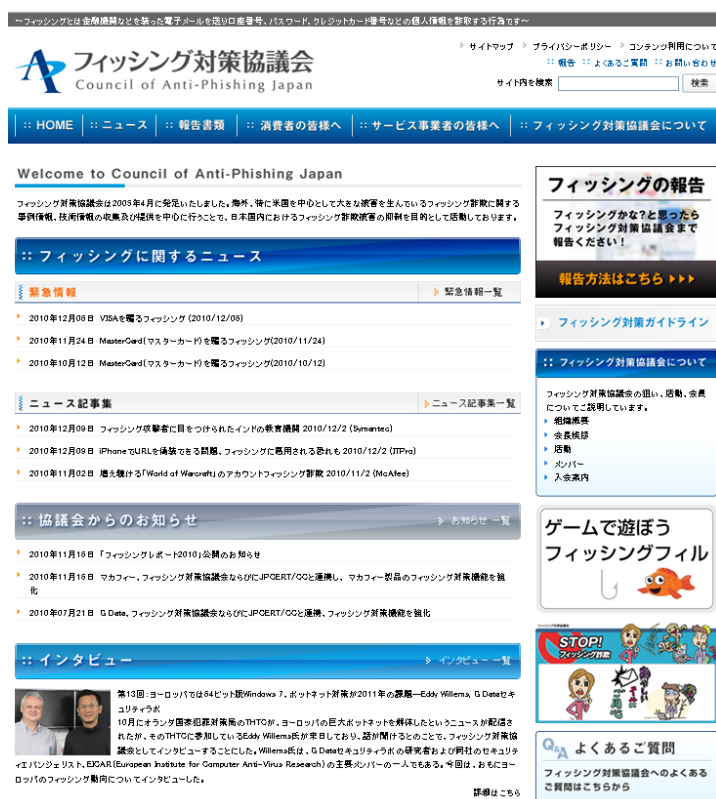 ～フィッシングとは金融機関などを装った電子メールを送り口座番号、パスワード、クレジットカード番号などの個人情報を詐取する行為です～
フィッシング対策協議会
Council of Anti-Phishing Japan
サイトマップ プライバシーポリシー コンテンツ利用について
:: 報告 :: よくあるご質問 :: お問い合わせ
サイト内を検索 検索
:: HOME :: ニュース :: 報告書類 :: 消費者の皆様へ :: サービス事業者の皆様へ :: フィッシング対策協議会について
Welcome to Council of Anti-Phishing Japan
フィッシング対策協議会は2005年4月に発足いたしました。海外、特に米国を中心として大きな被害を生んでいるフィッシング詐欺に関する
事例情報、技術情報の収集及び提供を中心に行うことで、日本国内におけるフィッシング詐欺被害の抑制を目的として活動しております。
:: フィッシングに関するニュース
緊急情報 緊急情報一覧
2010年12月08日 VISAを騙るフィッシング (2010/12/08)
2010年11月24日 MasterCard(マスターカード)を騙るフィッシング(2010/11/24)
2010年10月12日 MasterCard(マスターカード)を騙るフィッシング(2010/10/12)
ニュース記事集 ニュース記事集一覧
2010年12月09日 フィッシング攻撃者に目をつけられたインドの教育機関 2010/12/2 (Symantec)
2010年12月09日 iPhoneでURLを偽装できる問題、フィッシングに悪用される恐れも 2010/12/2 (ITPro)
2010年11月02日 増え続ける「World of Warcraft」のアカウントフィッシング詐欺 2010/11/2 (McAfee)
:: 協議会からのお知らせ お知らせ 一覧
2010年11月18日 「フィッシングレポート2010」公開のお知らせ
2010年11月18日 マカフィー、フィッシング対策協議会ならびにJPCERT/CCと連携し、マカフィー製品のフィッシング対策機能を強
化
2010年07月21日 G Data、フィッシング対策協議会ならびにJPCERT/CCと連携、フィッシング対策機能を強化
:: インタビュー インタビュー 一覧
第13回：ヨーロッパでは64ビット版Windows 7、ボットネット対策が2011年の課題―Eddy Willems, G Dataセキ
ュリティラボ
10月にオランダ国家犯罪対策局のTHTCが、ヨーロッパの巨大ボットネットを解体したというニュースが配信さ
れたが、そのTHTCに参加しているEddy Willems氏が来日しており、話が聞けるとのことで、フィッシング対策協
議会としてインタビューすることにした。Willems氏は、G Dataセキュリティラボの研究者および同社のセキュリテ
ィエバンジェリスト、EICAR(European Institute for Computer Anti-Virus Research)の主要メンバーの一人でもある。今回は、おもにヨー
ロッパのフィッシング動向についてインタビューした。
詳細はこちら
フィッシングの報告
フィッシングかな?と思ったら
フィッシング対策協議会まで
報告ください！
報告方法はこちら
フィッシング対策ガイドライン
:: フィッシング対策協議会について
フィッシング対策協議会の狙い、活動、会員
についてご説明しています。
組織概要
会長挨拶
活動
メンバー
入会案内
ゲームで遊ぼう
フィッシングフィル
STOP!
フィッシング詐欺
Q&A よくあるご質問
フィッシング対策協議会へのよくある
ご質問はこちらから